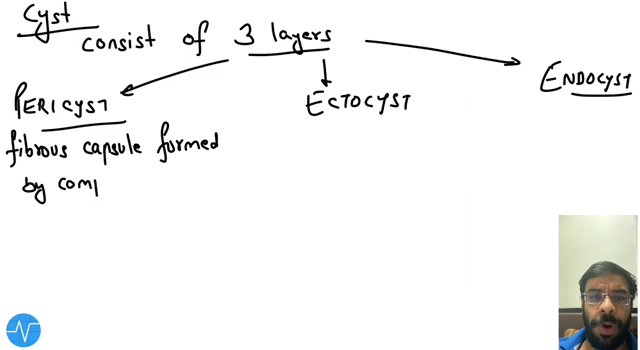 Cyst
consist of 3 layers
PERICYST
ECTOCYST
ENDOCYST
fibrous capsule formed
by com